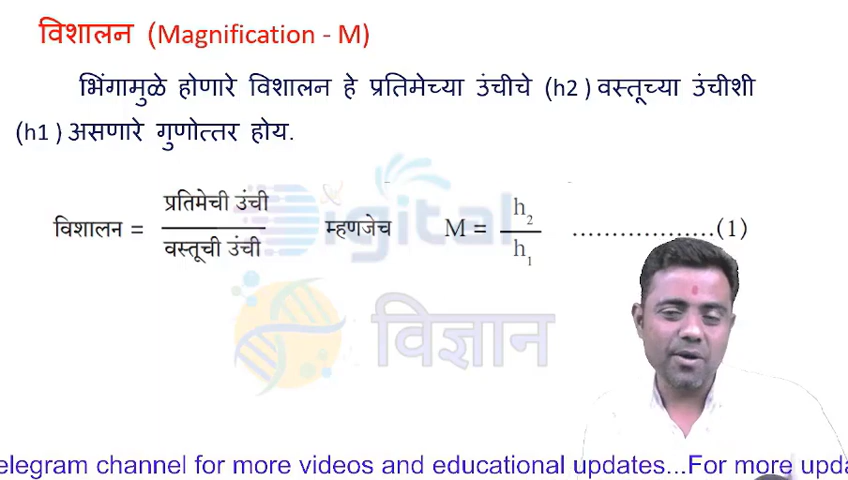 विशालन (Magnification - M)
भिंगामुळे होणारे विशालन हे प्रतिमेच्या उंचीचे (h2 ) वस्तूच्या उंचीशी
(h1 ) असणारे गुणोत्तर होय.
विशालन = प्रतिमेची उंची / वस्तूची उंची म्हणजेच M = h₂ / h₁ ..................(1)
Digital
विज्ञान
elegram channel for more videos and educational updates...For more upda